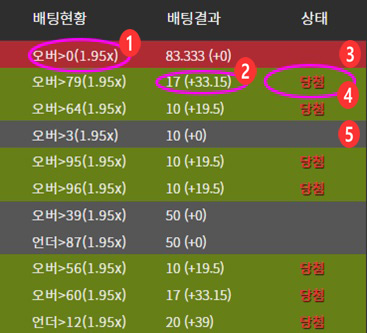 배팅현황 배팅결과 상태
오버>0(1.95x) 1 83.333 (+0) 3
오버>79(1.95x) 17 (+33.15) 2 당첨
오버>64(1.95x) 10 (+19.5) 당첨 4
오버>3(1.95x) 10 (+0) 5
오버>95(1.95x) 10 (+19.5) 당첨
오버>96(1.95x) 10 (+19.5) 당첨
오버>39(1.95x) 50 (+0)
언더>87(1.95x) 50 (+0)
오버>56(1.95x) 10 (+19.5) 당첨
오버>60(1.95x) 17 (+33.15) 당첨
언더>12(1.95x) 20 (+39) 당첨